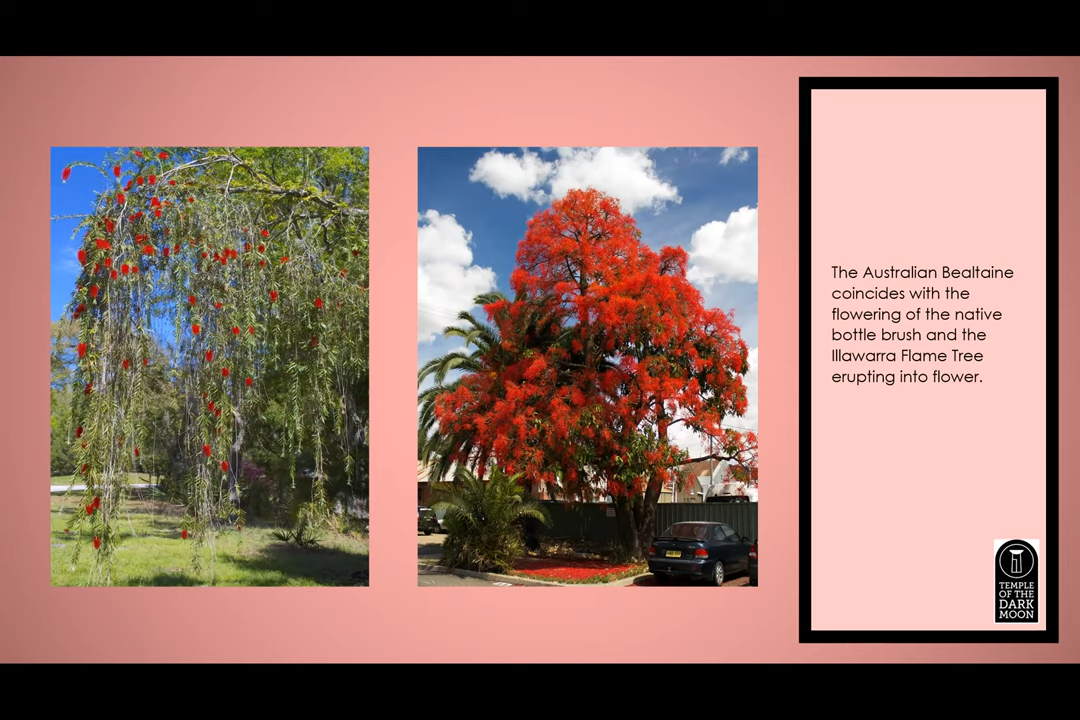 The Australian Bealtaine
coincides with the
flowering of the native
bottle brush and the
Illawarra Flame Tree
erupting into flower.
TEMPLE
OF THE
DARK
MOON